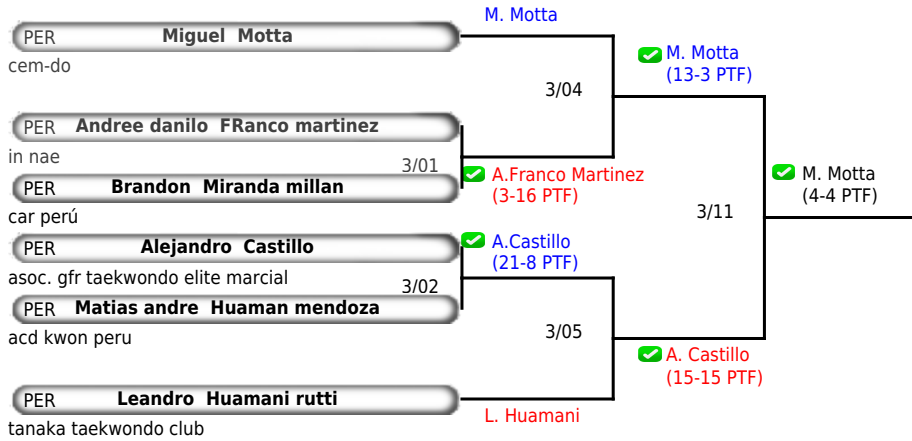 M. Motta
PER Miguel Motta
cem-do
M. Motta
(13-3 PTF)
3/04
PER Andree danilo FRanco martinez
in nae
3/01
A.Franco Martinez
(3-16 PTF)
PER Brandon Miranda millan
car perú
M. Motta
(4-4 PTF)
3/11
PER Alejandro Castillo
asoc. gfr taekwondo elite marcial
A.Castillo
(21-8 PTF)
3/02
PER Matias andre Huaman mendoza
acd kwon peru
3/05
A. Castillo
(15-15 PTF)
PER Leandro Huamani rutti
tanaka taekwondo club
L. Huamani